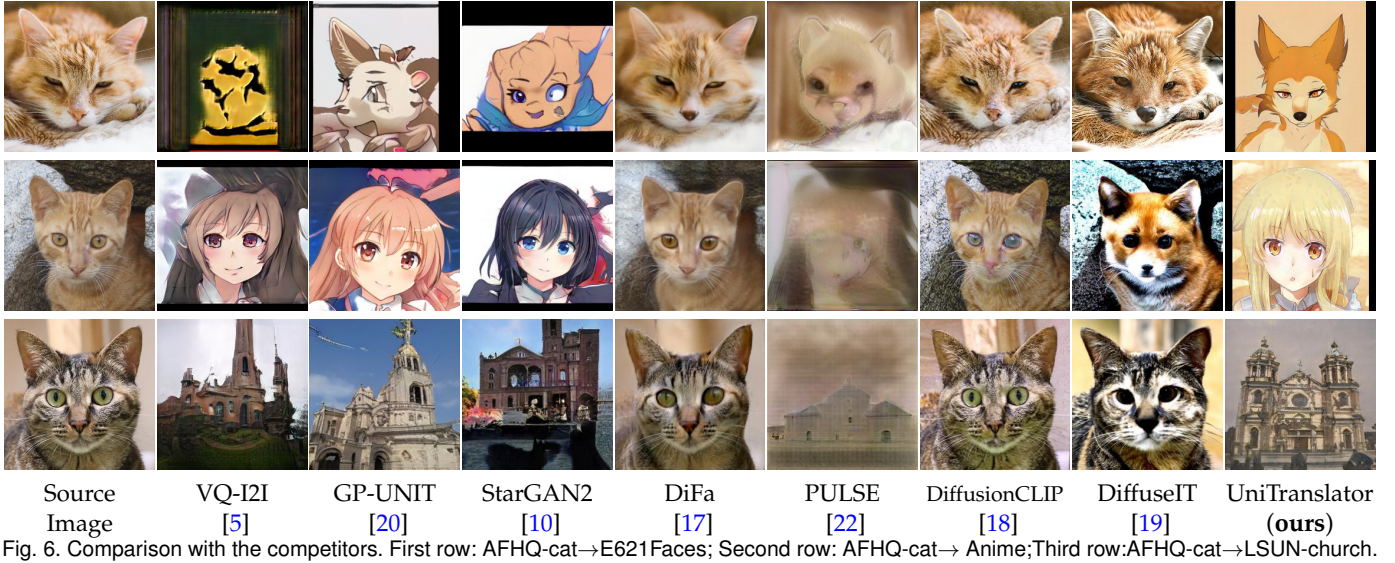 Source Image
VQ-I2I [5]
GP-UNIT [20]
StarGAN2 [10]
DiFa [17]
PULSE [22]
DiffusionCLIP [18]
DiffuseIT [19]
UniTranslator (ours)
Fig. 6. Comparison with the competitors. First row: AFHQ-cat→E621Faces; Second row: AFHQ-cat→ Anime;Third row:AFHQ-cat→LSUN-church.